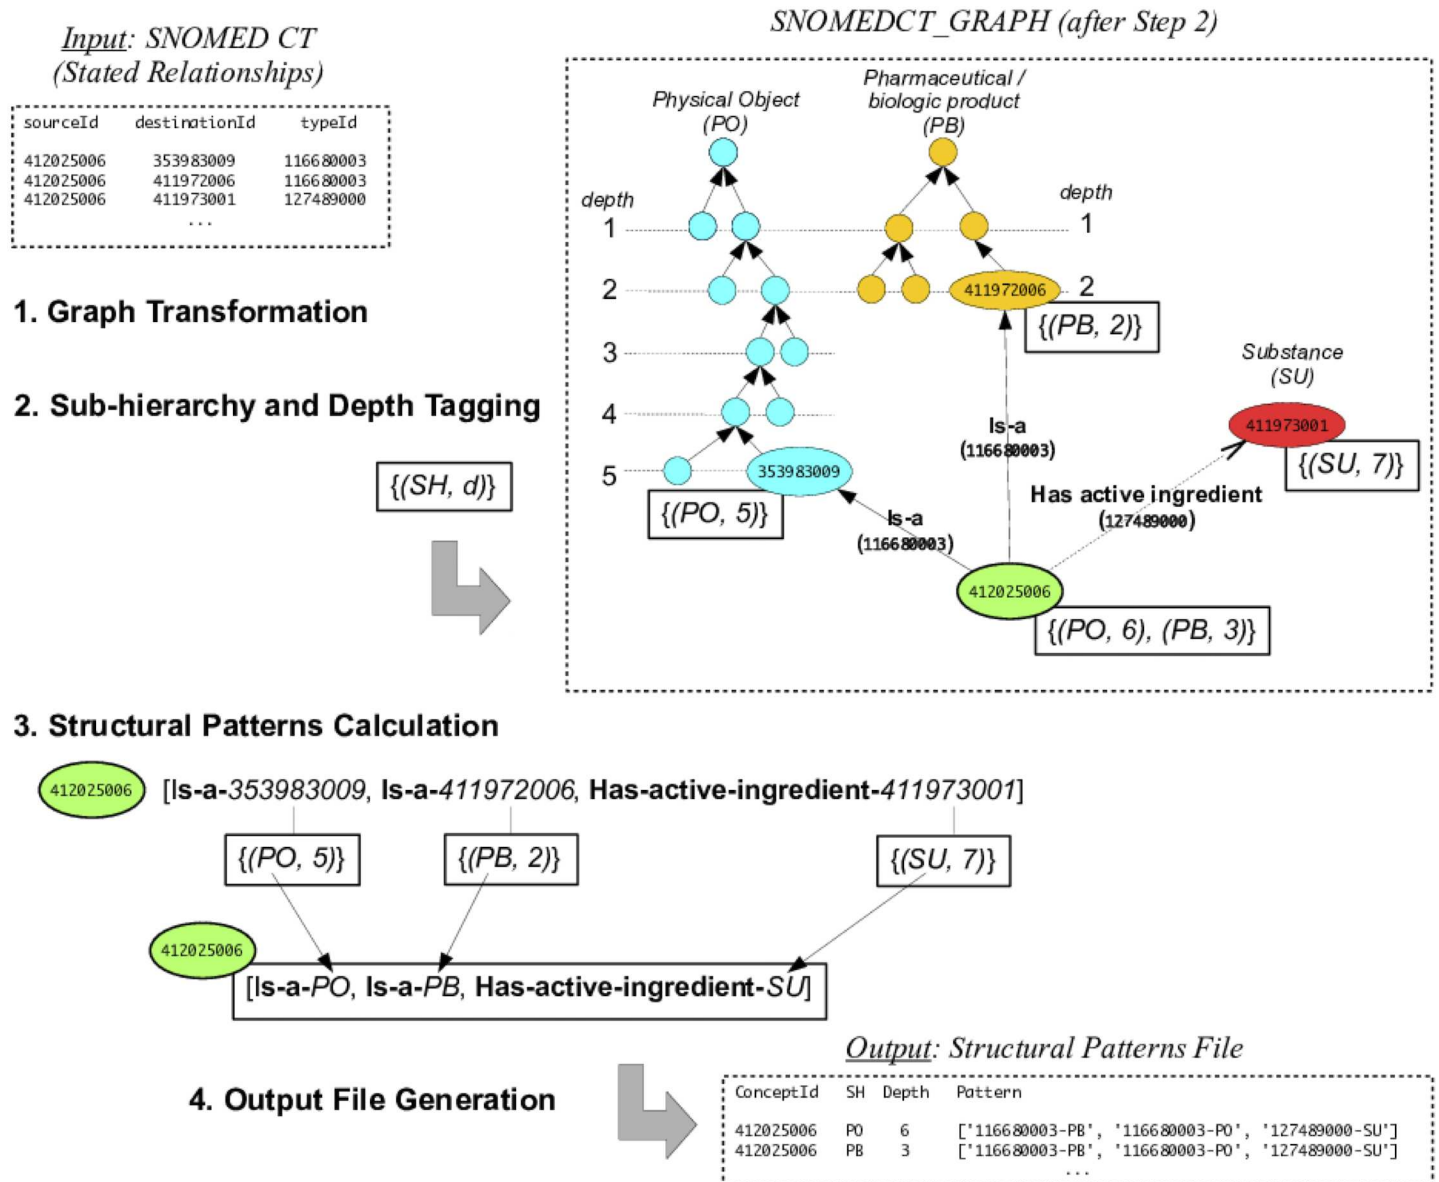 Input: SNOMED CT
(Stated Relationships)
sourceId destinationId typeId
412025006 353983009 116680003
412025006 411972006 116680003
412025006 411973001 127489000
...
1. Graph Transformation
2. Sub-hierarchy and Depth Tagging
{(SH, d)}
SNOMEDCT_GRAPH (after Step 2)
Physical Object
(PO)
Pharmaceutical /
biologic product
(PB)
depth
depth
1
1
2
411972006
2
{(PB, 2)}
3
Substance
(SU)
4
411973001
{(SU, 7)}
Is-a
(116680003)
5
353983009
{(PO, 5)}
Has active ingredient
(127489000)
Is-a
(116680003)
412025006
{(PO, 6), (PB, 3)}
3. Structural Patterns Calculation
412025006
[Is-a-353983009, Is-a-411972006, Has-active-ingredient-411973001]
{(PO, 5)}
{(PB, 2)}
{(SU, 7)}
412025006
[Is-a-PO, Is-a-PB, Has-active-ingredient-SU]
4. Output File Generation
Output: Structural Patterns File
ConceptId SH Depth Pattern
412025006 PO 6 ['116680003-PB', '116680003-PO', '127489000-SU']
412025006 PB 3 ['116680003-PB', '116680003-PO', '127489000-SU']
...